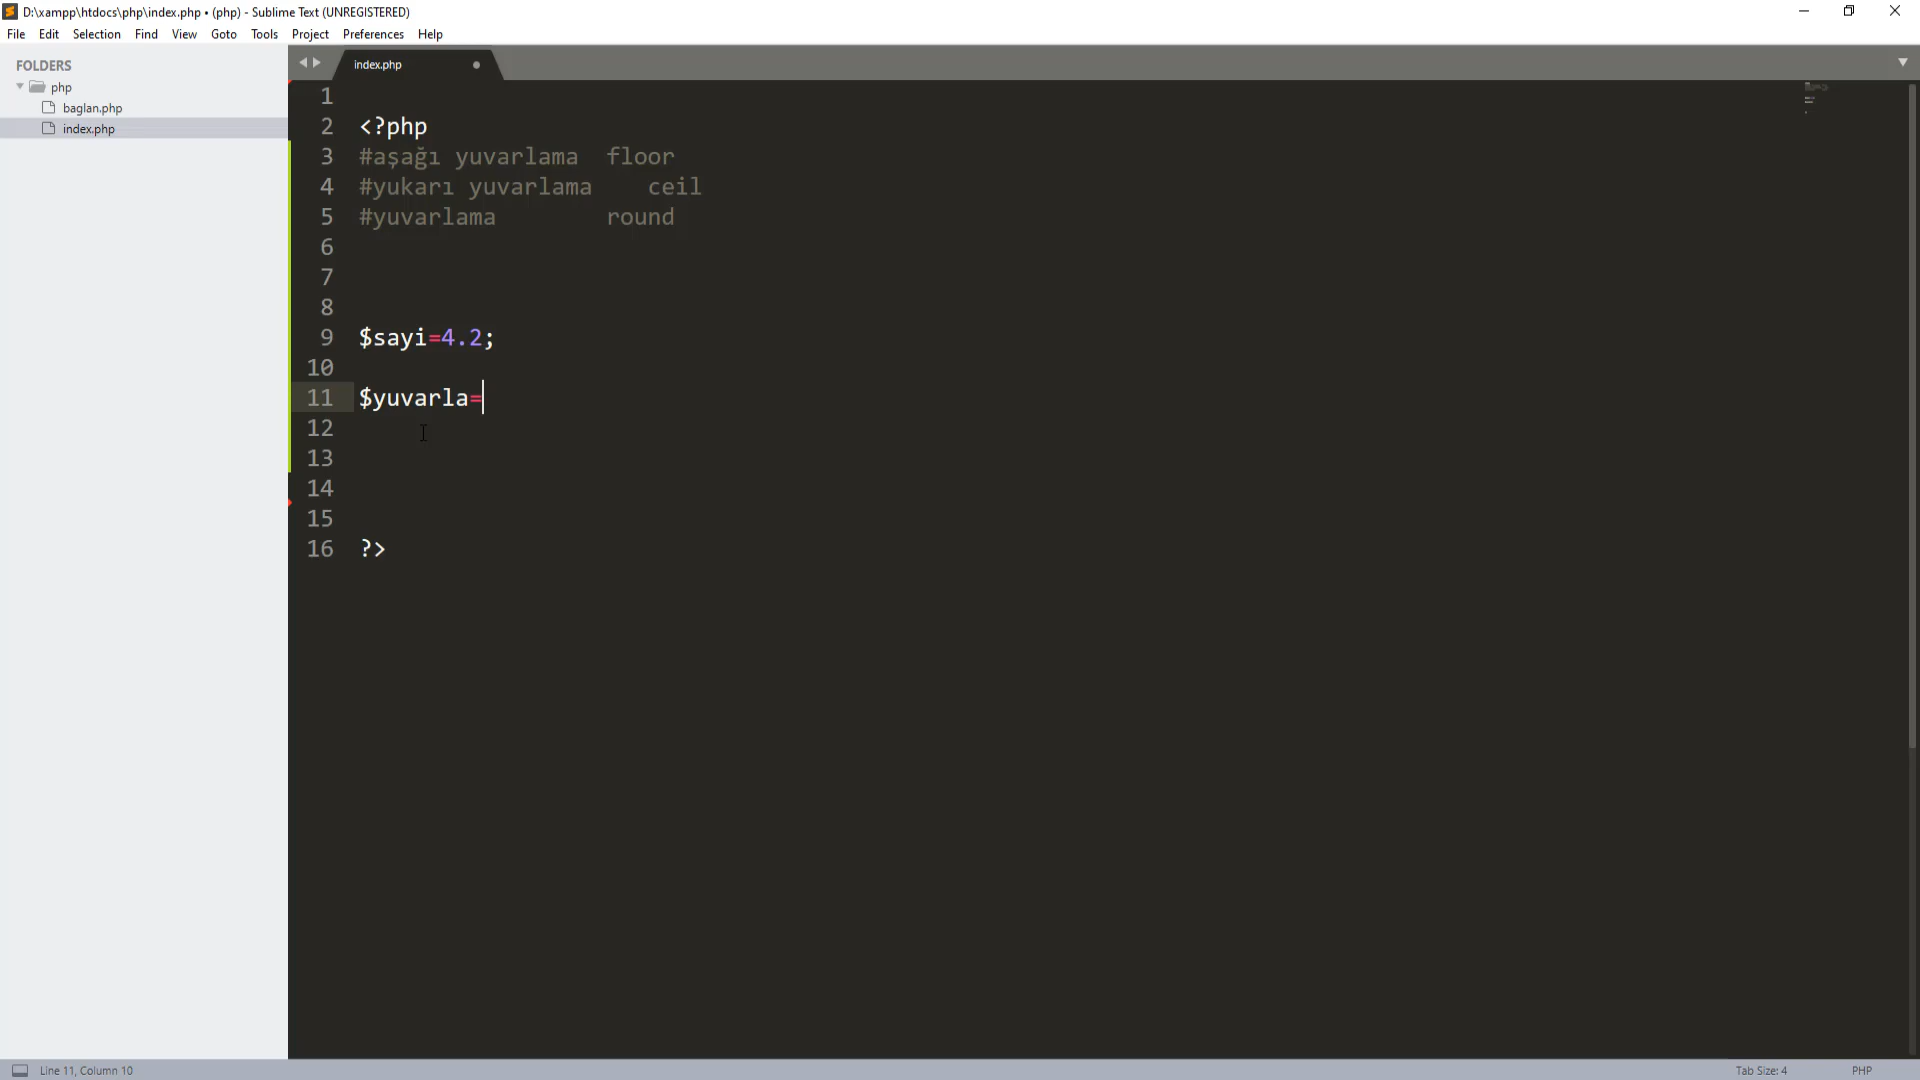 D:\xampp\htdocs\php\index.php • (php) - Sublime Text (UNREGISTERED)
File Edit Selection Find View Goto Tools Project Preferences Help
FOLDERS
php
baglan.php
index.php
index.php
1
2 <?php
3 #aşağı yuvarlama floor
4 #yukarı yuvarlama ceil
5 #yuvarlama round
6
7
8
9 $sayi=4.2;
10
11 $yuvarla=
12
13
14
15
16 ?>
Line 11, Column 10 Tab Size: 4 PHP